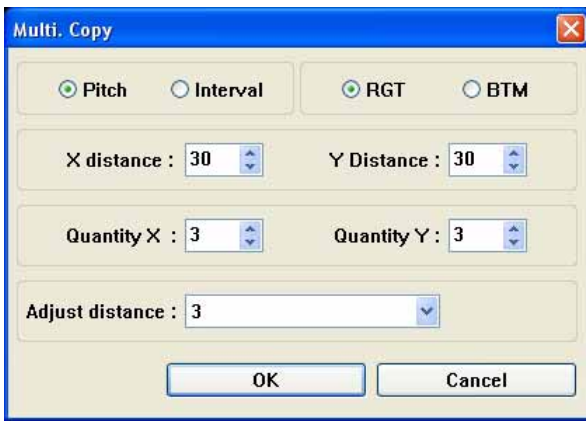 Multi. Copy
Pitch Interval RGT BTM
X distance : 30 Y Distance : 30
Quantity X : 3 Quantity Y : 3
Adjust distance : 3
OK Cancel